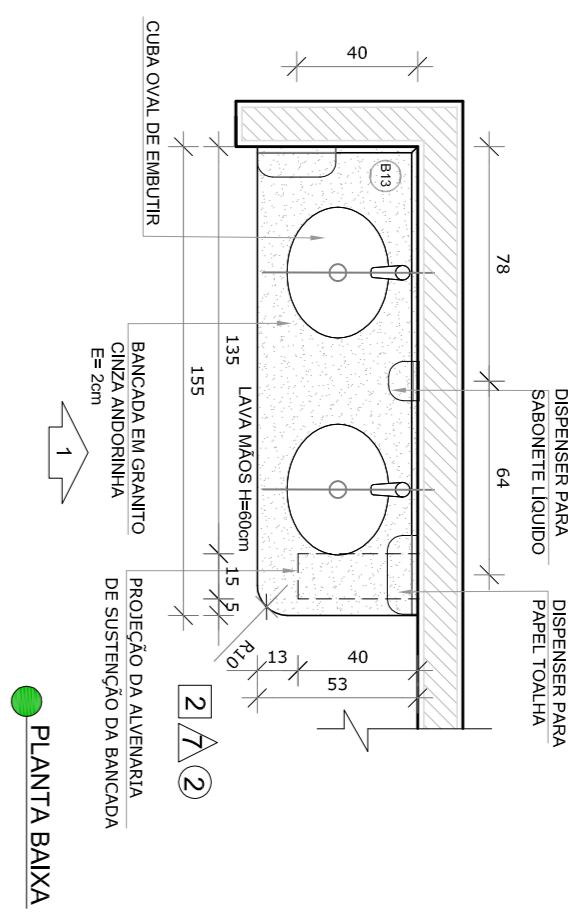 DISPENSER PARA
SABONETE LÍQUIDO
DISPENSER PARA
PAPEL TOALHA
78
64
40
B13
40
13
53
R10
LAVA MÃOS H=60cm
135
15
5
155
CUBA OVAL DE EMBUTIR
BANCADA EM GRANITO
CINZA ANDORINHA
E= 2cm
PROJEÇÃO DA ALVENARIA
DE SUSTENÇÃO DA BANCADA
1
2
7
2
PLANTA BAIXA